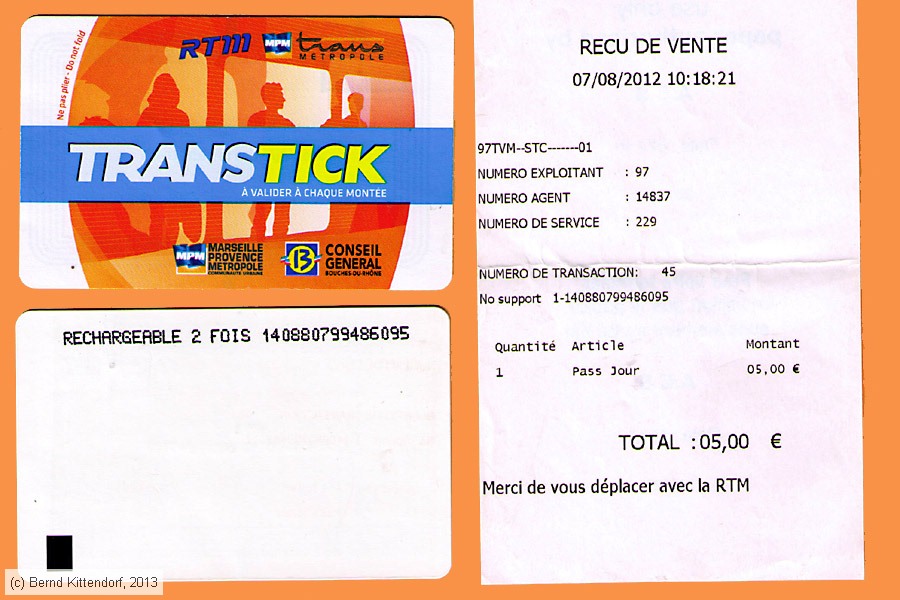 Ne pas plier - Do not fold
RTM MPM trans
METROPOLE
TRANSTICK
À VALIDER À CHAQUE MONTÉE
MPM MARSEILLE
PROVENCE
METROPOLE
COMMUNAUTÉ URBAINE
13 CONSEIL
GENERAL
BOUCHES-DU-RHÔNE
RECHARGEABLE 2 FOIS 140880799486095
(c) Bernd Kittendorf, 2013
RECU DE VENTE
07/08/2012 10:18:21
97TVM--STC-------01
NUMERO EXPLOITANT : 97
NUMERO AGENT : 14837
NUMERO DE SERVICE : 229
NUMERO DE TRANSACTION: 45
No support 1-140880799486095
Quantité Article Montant
1 Pass Jour 05,00 €
TOTAL : 05,00 €
Merci de vous déplacer avec la RTM